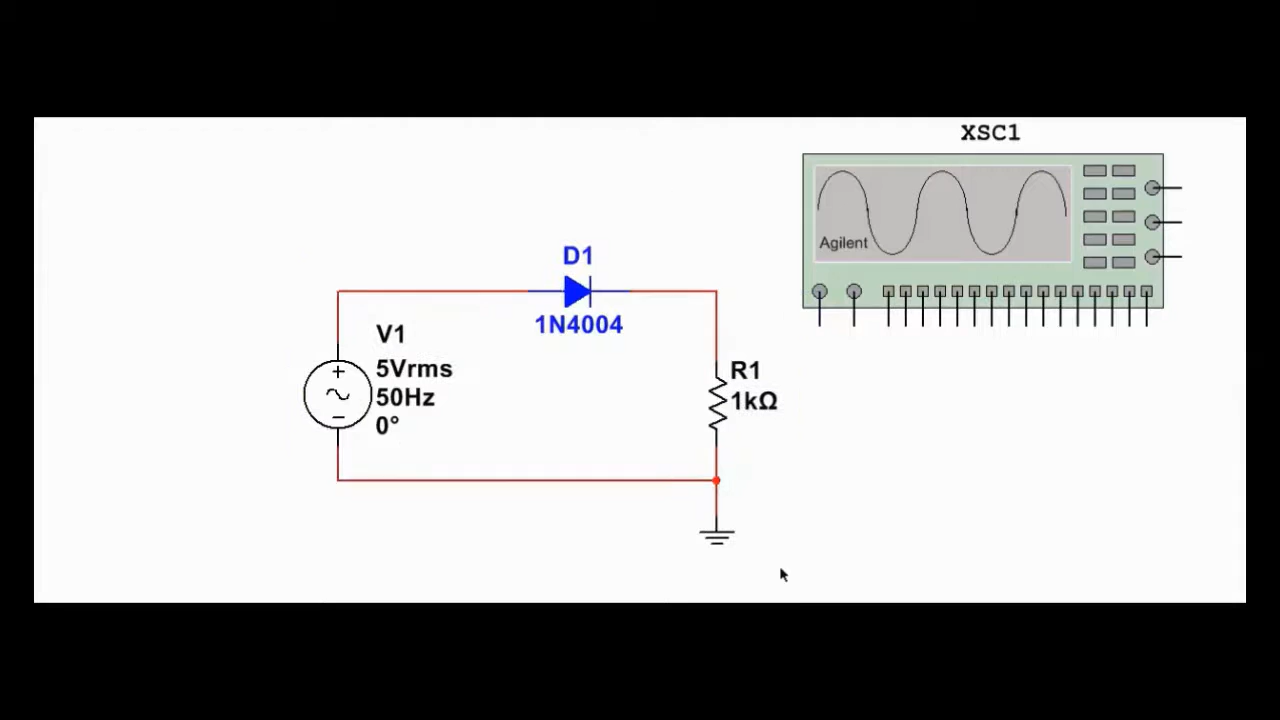 XSC1
Agilent
D1
1N4004
V1
5Vrms
50Hz
0°
R1
1kΩ